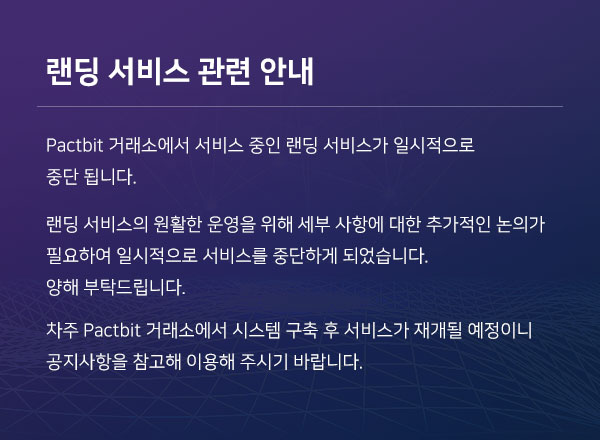 랜딩 서비스 관련 안내
Pactbit 거래소에서 서비스 중인 랜딩 서비스가 일시적으로
중단 됩니다.
랜딩 서비스의 원활한 운영을 위해 세부 사항에 대한 추가적인 논의가
필요하여 일시적으로 서비스를 중단하게 되었습니다.
양해 부탁드립니다.
차주 Pactbit 거래소에서 시스템 구축 후 서비스가 재개될 예정이니
공지사항을 참고해 이용해 주시기 바랍니다.